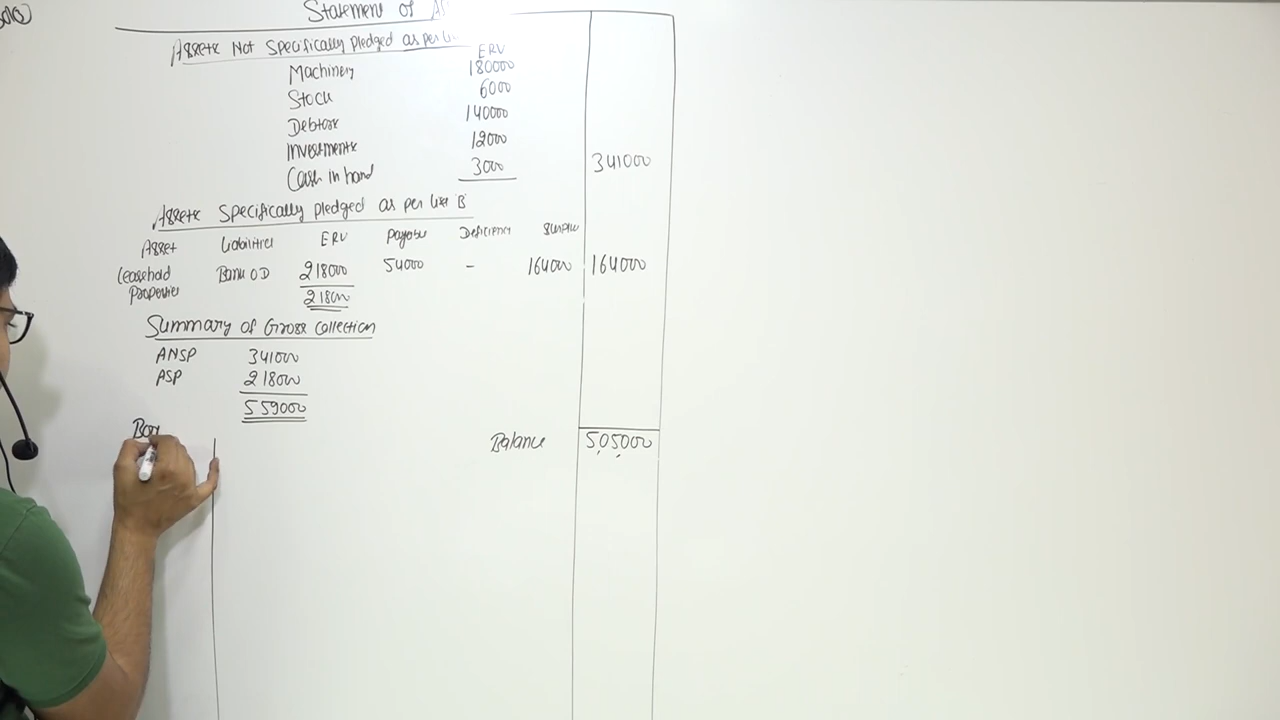 Statement of
Assets Not Specifically pledged as per
ERV
Machinery 180000
Stock 6000
Debtors 140000
Investments 12000
Cash in hand 3000 341000
Assets Specifically pledged as per List B
Asset Liabilities ERV Payable Deficiency Surplus
Leasehold Bank OD 218000 54000 - 164000 164000
Properties 218000
Summary of Gross Collection
ANSP 341000
ASP 218000
559000
Balance 505000